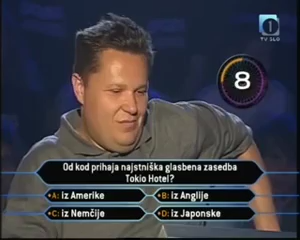 TV SLO
8
Od kod prihaja najstniška glasbena zasedba
Tokio Hotel?
A: iz Amerike
B: iz Anglije
C: iz Nemčije
D: iz Japonske